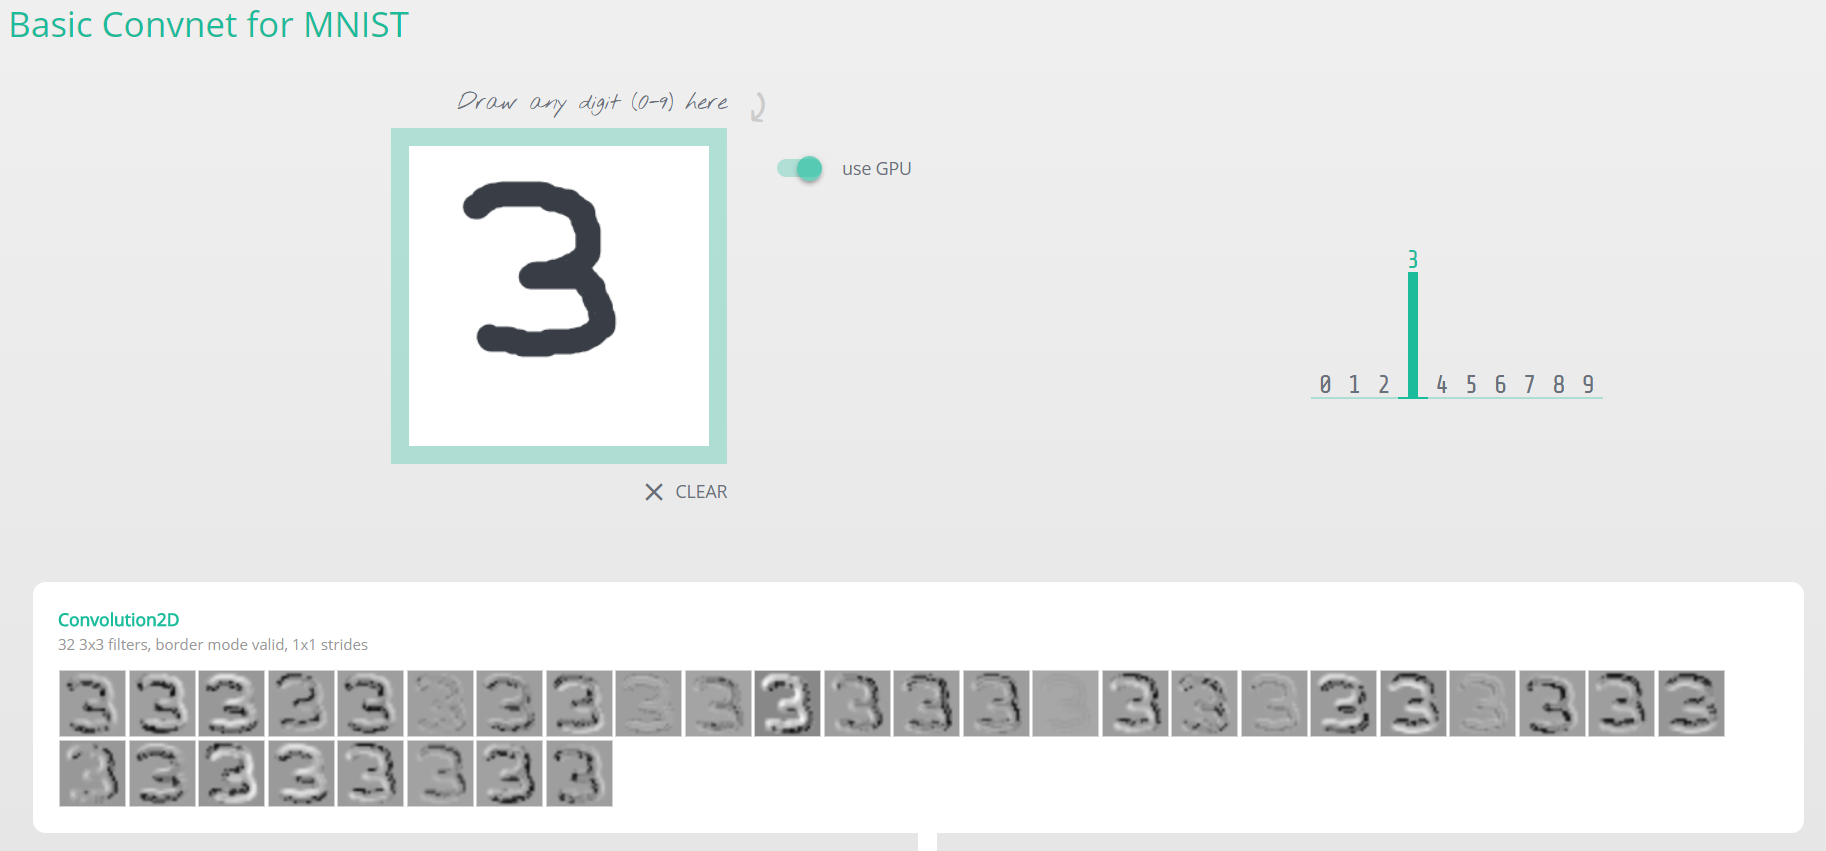 Basic Convnet for MNIST
Draw any digit (0-9) here
use GPU
3
3
0 1 2 4 5 6 7 8 9
CLEAR
Convolution2D
32 3x3 filters, border mode valid, 1x1 strides